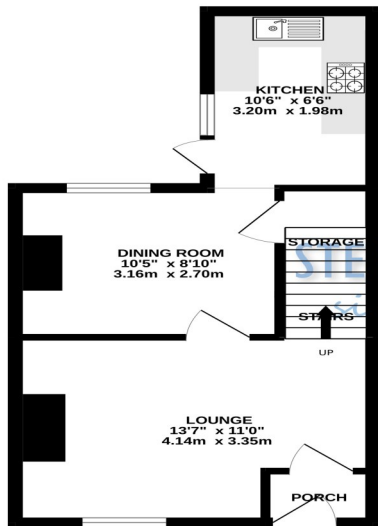 KITCHEN
10'6" x 6'6"
3.20m x 1.98m
DINING ROOM
10'5" x 8'10"
3.16m x 2.70m
STORAGE
STAIRS
UP
LOUNGE
13'7" x 11'0"
4.14m x 3.35m
PORCH